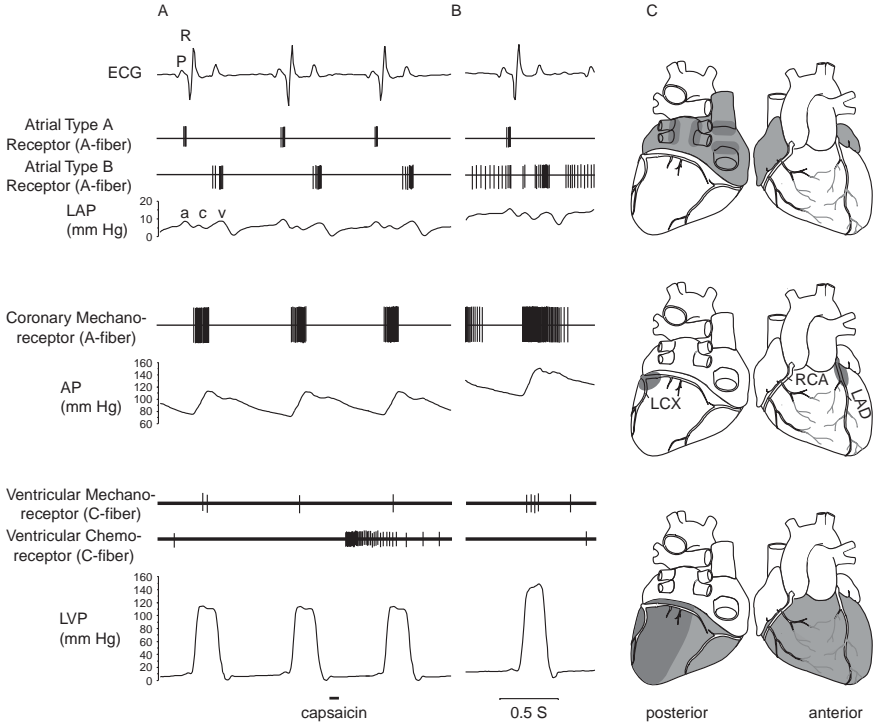 A
B
C
R
P
ECG
Atrial Type A
Receptor (A-fiber)
Atrial Type B
Receptor (A-fiber)
LAP
(mm Hg)
20
10
0
a c v
Coronary Mechano-
receptor (A-fiber)
AP
(mm Hg)
160
140
120
100
80
60
LCX
RCA
LAD
Ventricular Mechano-
receptor (C-fiber)
Ventricular Chemo-
receptor (C-fiber)
LVP
(mm Hg)
160
140
120
100
80
60
40
20
0
capsaicin
0.5 S
posterior
anterior